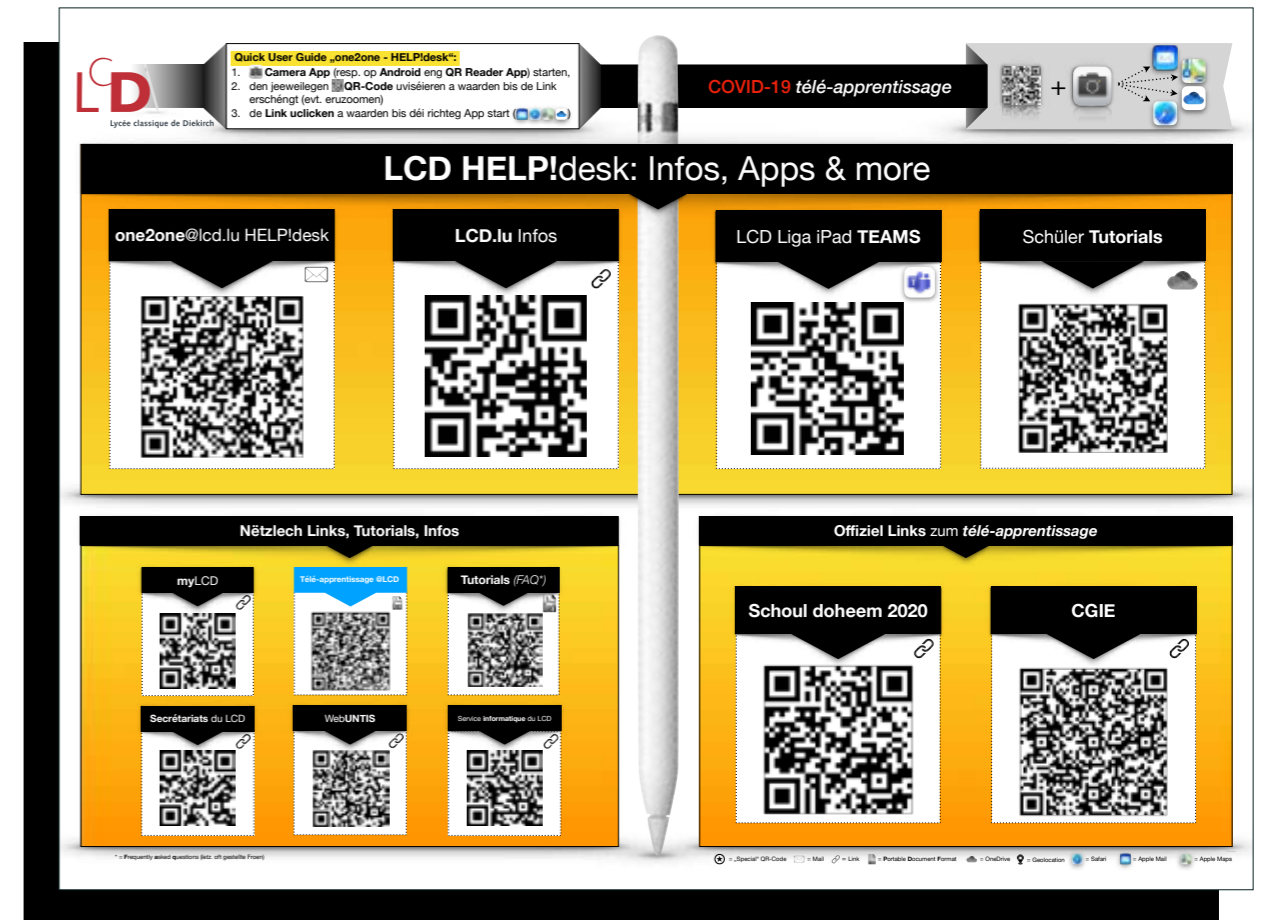 LCD
Lycée classique de Diekirch
Quick User Guide „one2one - HELP!desk“:
1. Camera App (resp. op Android eng QR Reader App) starten,
2. den jeeweilegen QR-Code uviséieren a waarden bis de Link
erschéngt (evt. eruzoomen)
3. de Link uclicken a waarden bis déi richteg App start ( )
COVID-19 télé-apprentissage
+
LCD HELP!desk: Infos, Apps & more
one2one@lcd.lu HELP!desk
LCD.lu Infos
LCD Liga iPad TEAMS
Schüler Tutorials
Nëtzlech Links, Tutorials, Infos
myLCD
Télé-apprentissage @LCD
Tutorials (FAQ*)
Secrétariats du LCD
WebUNTIS
Service informatique du LCD
Offiziel Links zum télé-apprentissage
Schoul doheem 2020
CGIE
* = Frequently asked questions (lëtz. oft gestellte Froen)
= „Special“ QR-Code = Mail = Link = Portable Document Format = OneDrive = Geolocation = Safari = Apple Mail = Apple Maps